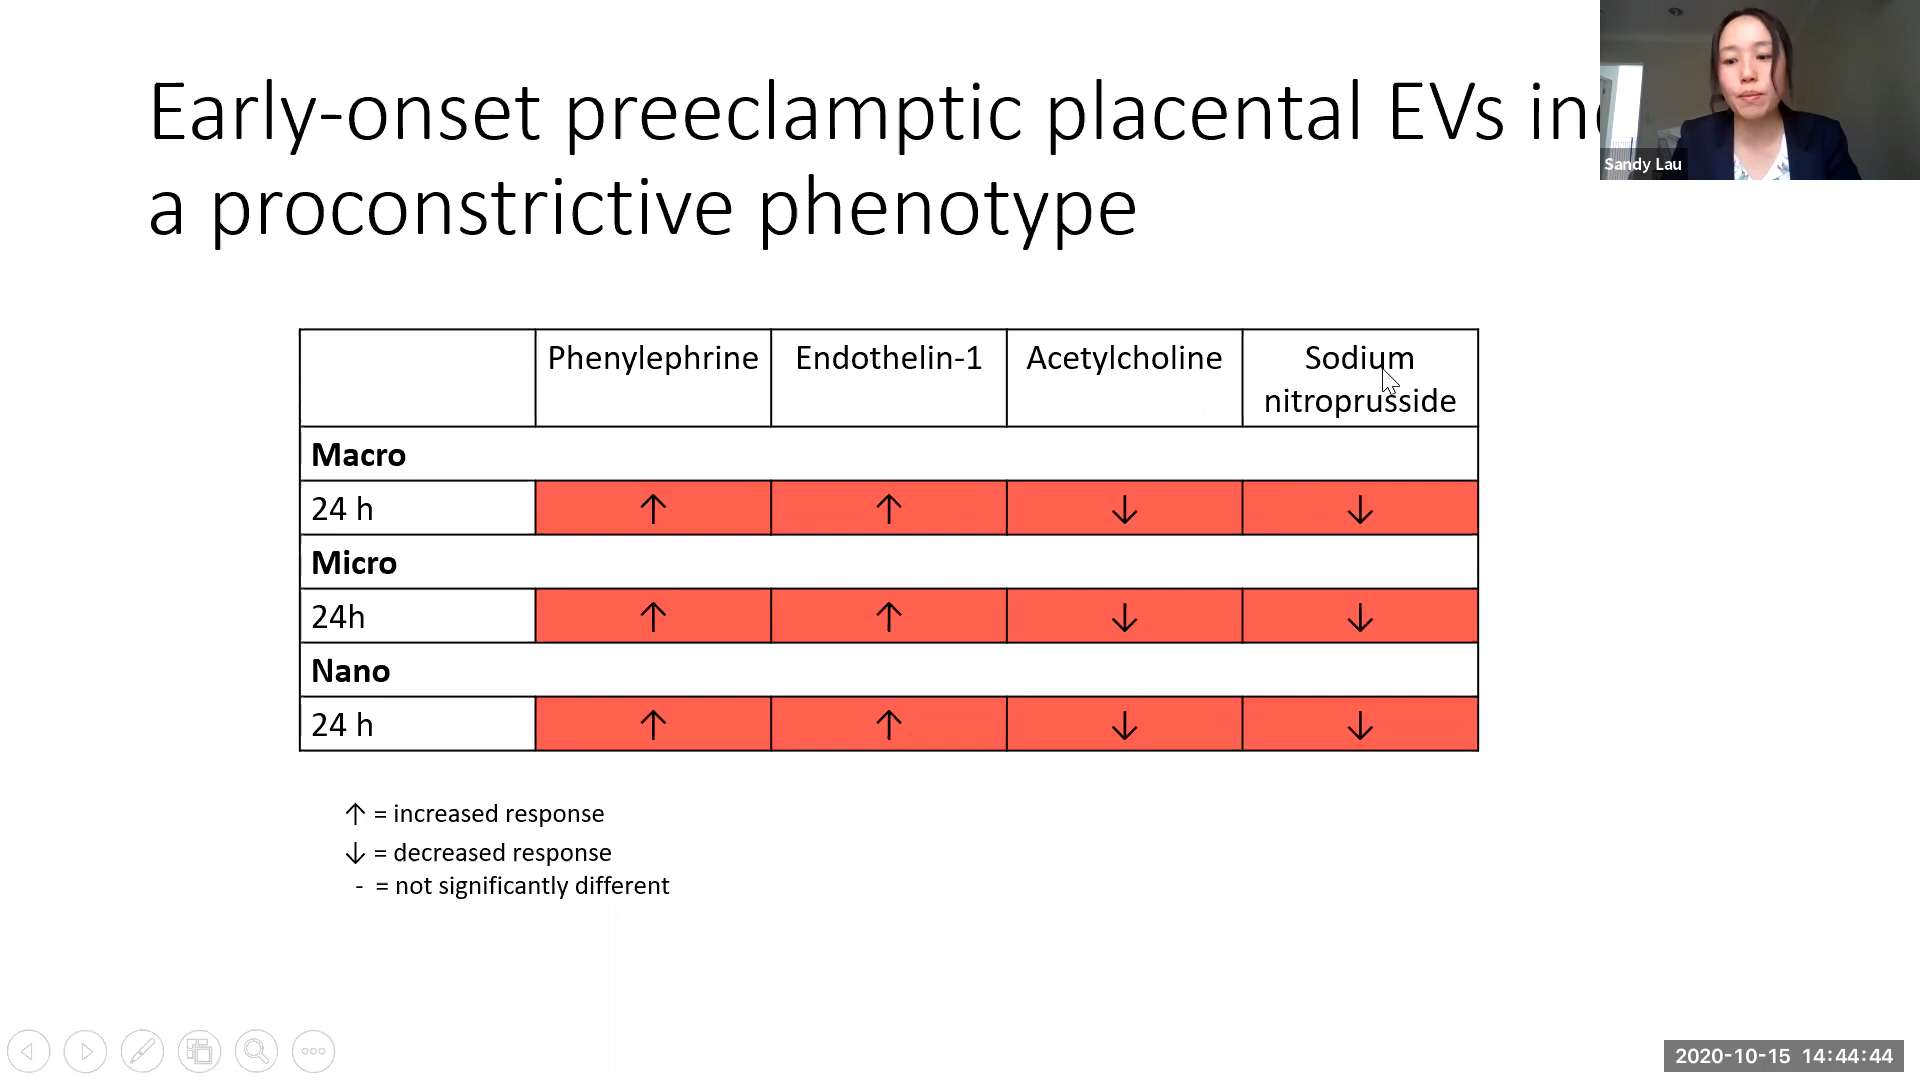 Early-onset preeclamptic placental EVs
a proconstrictive phenotype
Sandy Lau
Phenylephrine Endothelin-1 Acetylcholine Sodium
nitroprusside
Macro
24 h ↑ ↑ ↓ ↓
Micro
24h ↑ ↑ ↓ ↓
Nano
24 h ↑ ↑ ↓ ↓
↑ = increased response
↓ = decreased response
- = not significantly different
2020-10-15 14:44:44